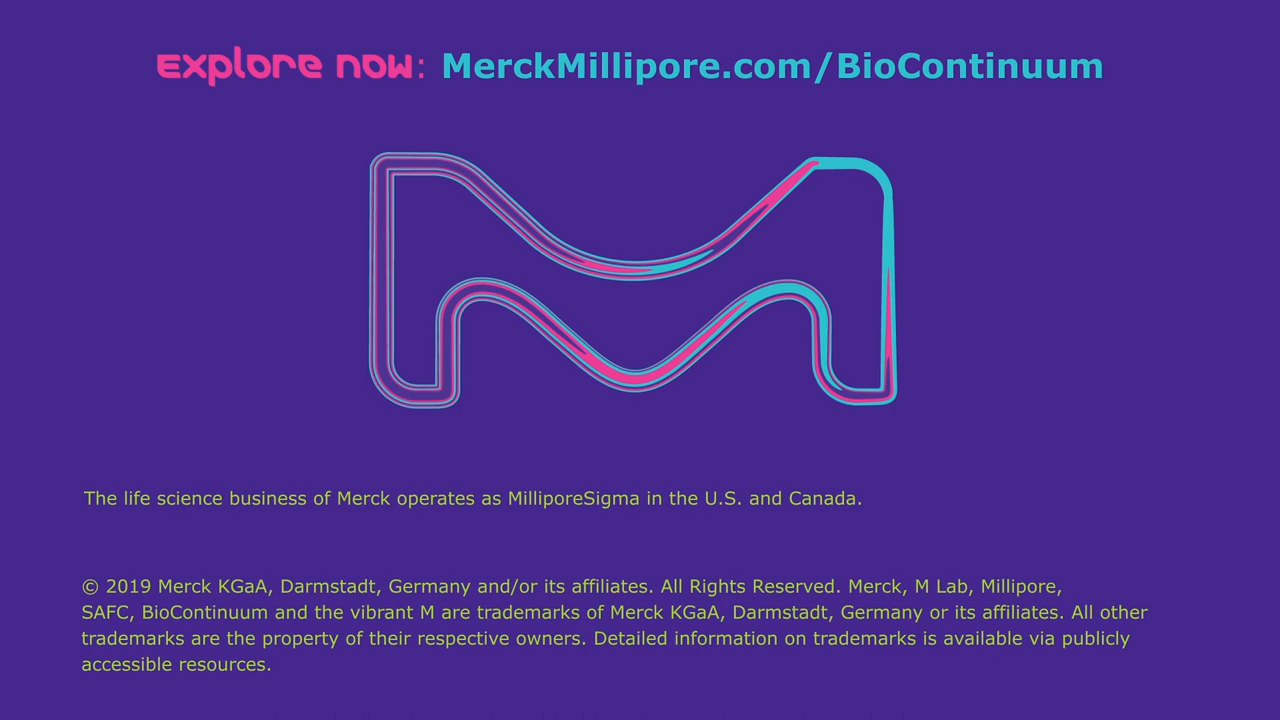 explore now: MerckMillipore.com/BioContinuum
The life science business of Merck operates as MilliporeSigma in the U.S. and Canada.
© 2019 Merck KGaA, Darmstadt, Germany and/or its affiliates. All Rights Reserved. Merck, M Lab, Millipore,
SAFC, BioContinuum and the vibrant M are trademarks of Merck KGaA, Darmstadt, Germany or its affiliates. All other
trademarks are the property of their respective owners. Detailed information on trademarks is available via publicly
accessible resources.